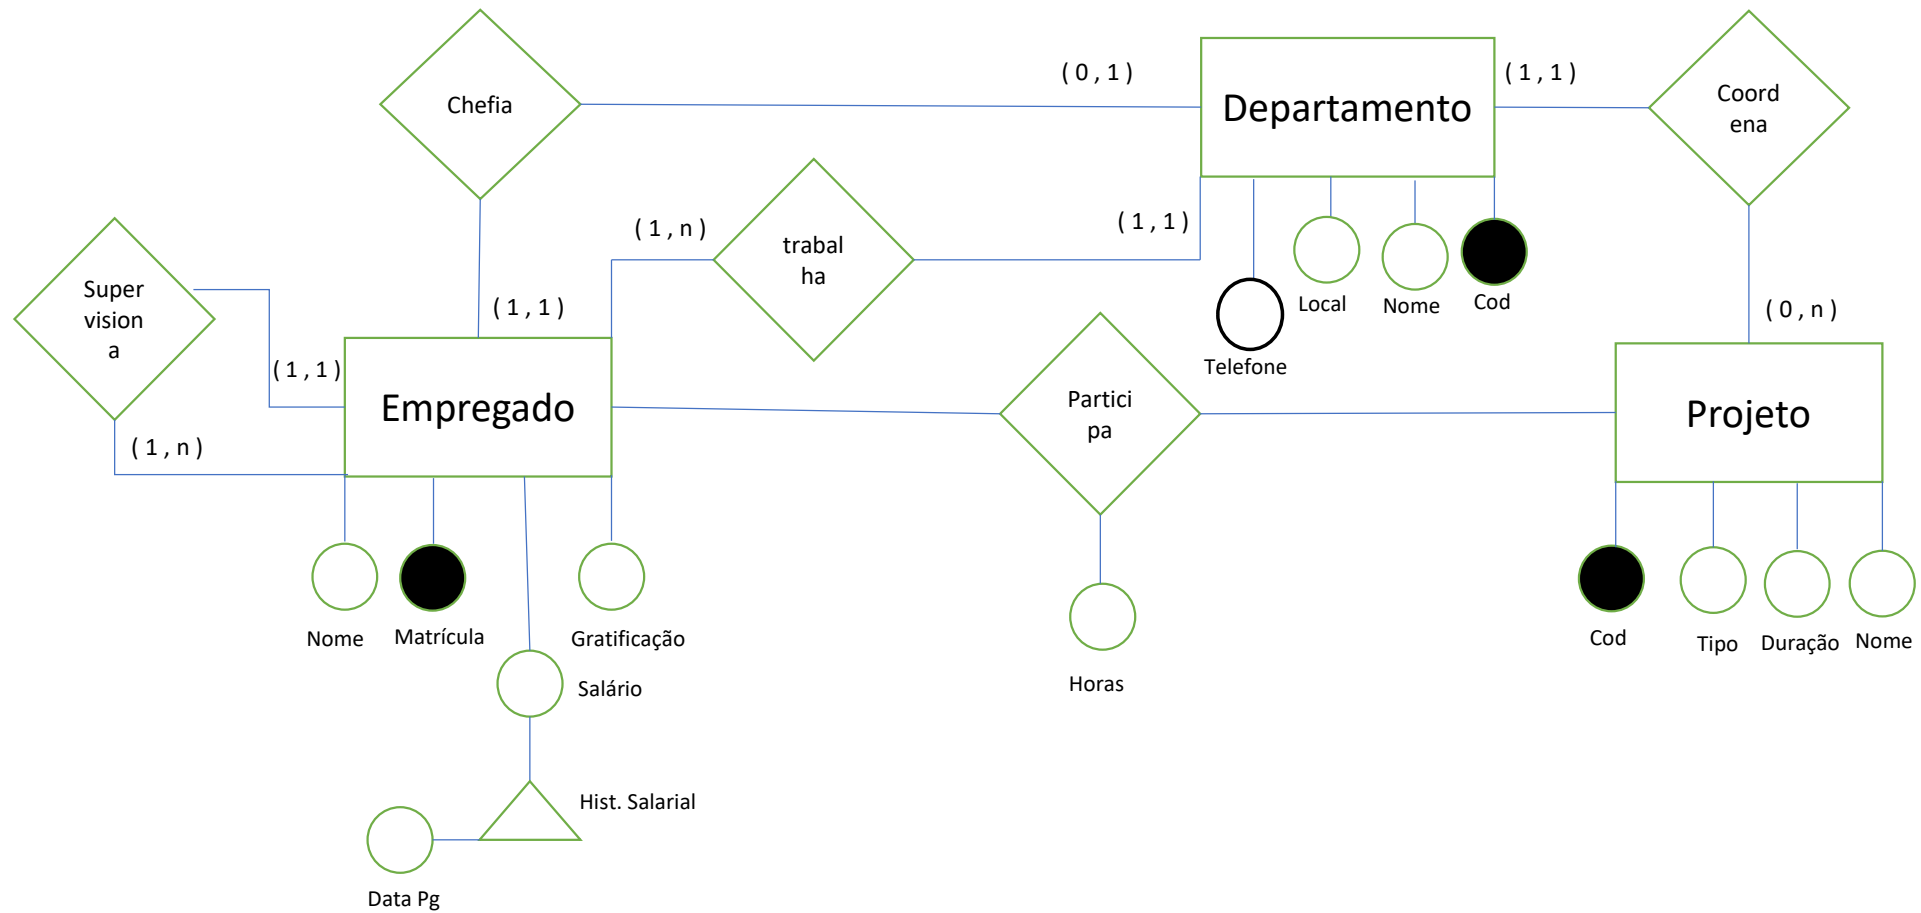 Chefia
( 0 , 1 )
Departamento
( 1 , 1 )
Coord
ena
trabal
ha
( 1 , n )
( 1 , 1 )
Super
vision
a
( 1 , 1 )
( 1 , 1 )
( 1 , n )
Local
Nome
Cod
Telefone
( 0 , n )
Empregado
Partici
pa
Projeto
Nome
Matrícula
Gratificação
Salário
Horas
Cod
Tipo
Duração
Nome
Hist. Salarial
Data Pg